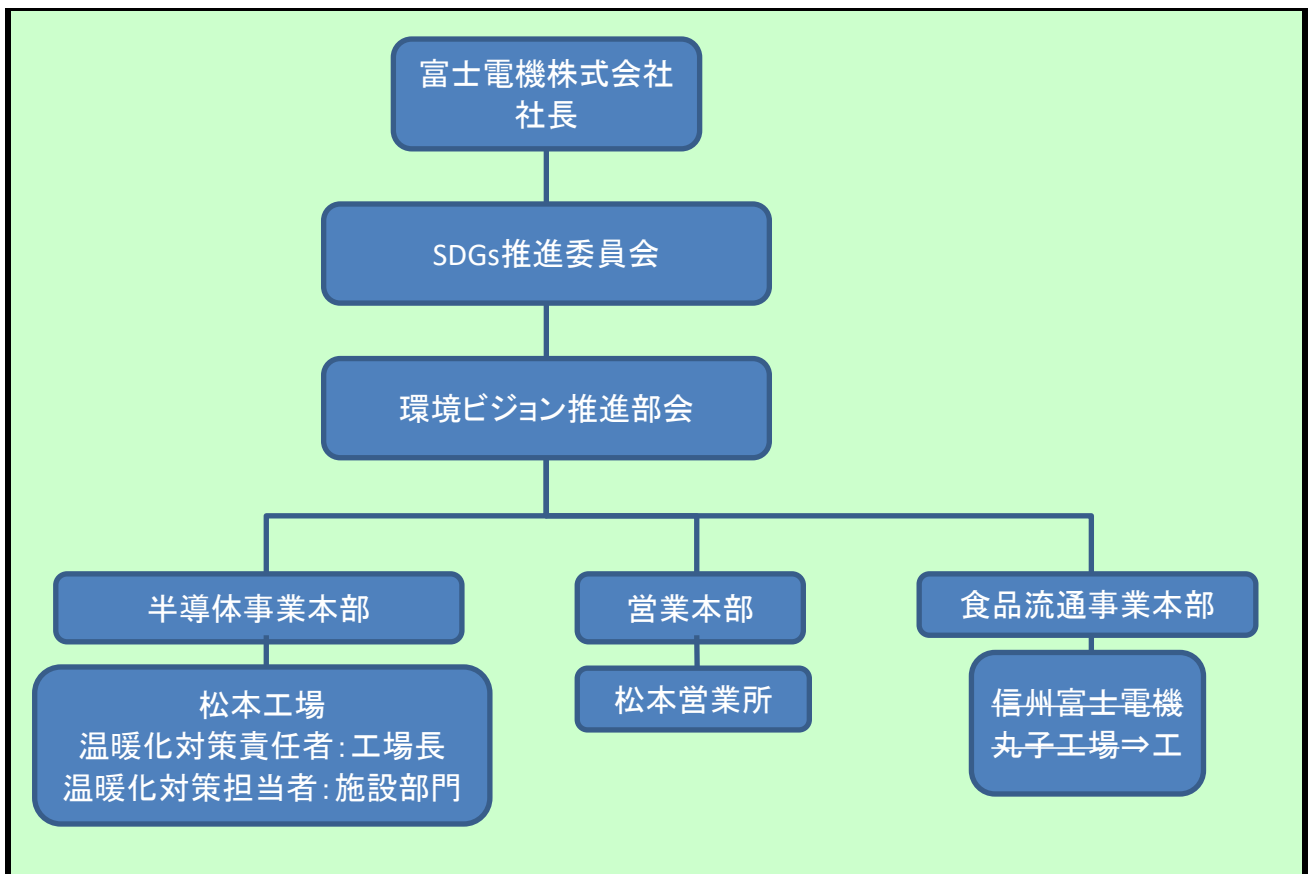 富士電機株式会社
社長
SDGs推進委員会
環境ビジョン推進部会
半導体事業本部
営業本部
食品流通事業本部
松本工場
温暖化対策責任者：工場長
温暖化対策担当者：施設部門
松本営業所
信州富士電機
丸子工場⇒工